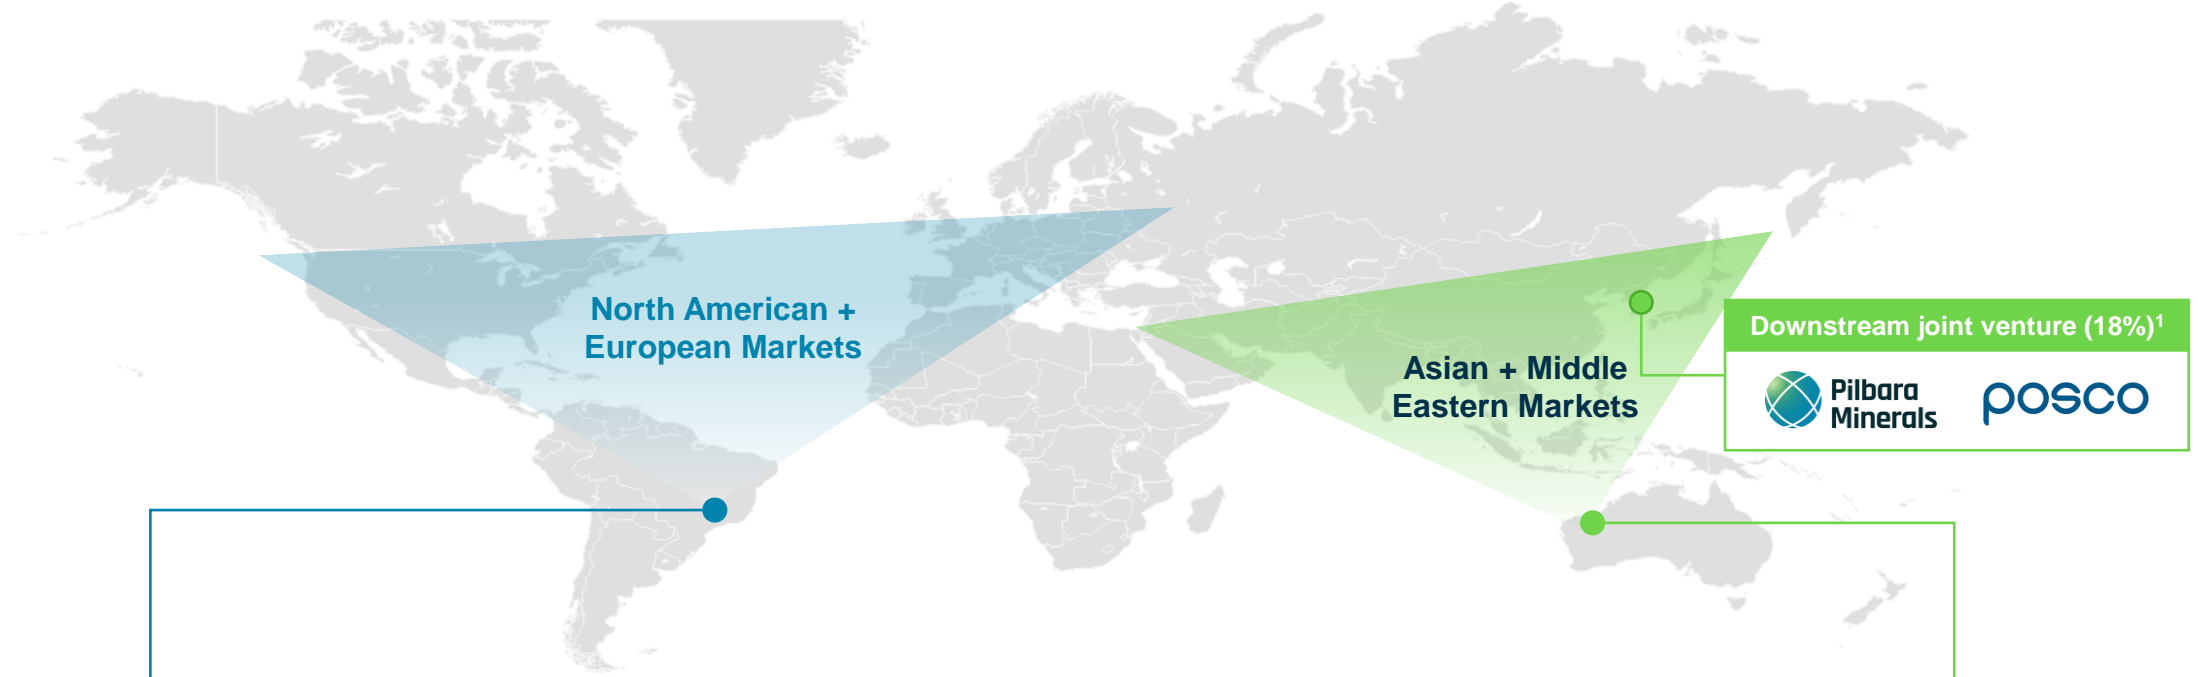 North American +
European Markets
Asian + Middle
Eastern Markets
Downstream joint venture (18%)¹
Pilbara
Minerals
posco